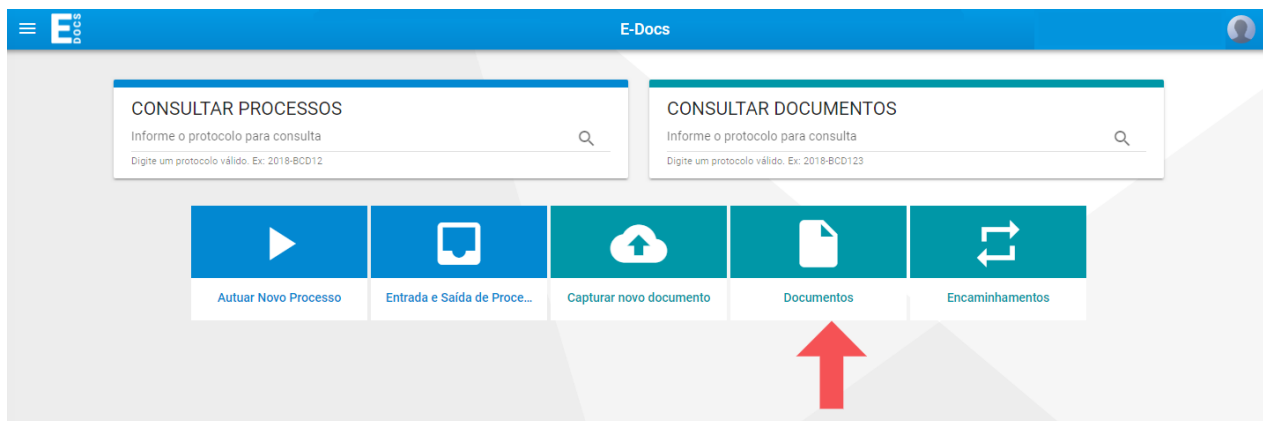 E DOCS
E-Docs
CONSULTAR PROCESSOS
Informe o protocolo para consulta
Digite um protocolo válido. Ex: 2018-BCD12
CONSULTAR DOCUMENTOS
Informe o protocolo para consulta
Digite um protocolo válido. Ex: 2018-BCD123
Autuar Novo Processo
Entrada e Saída de Proce...
Capturar novo documento
Documentos
Encaminhamentos